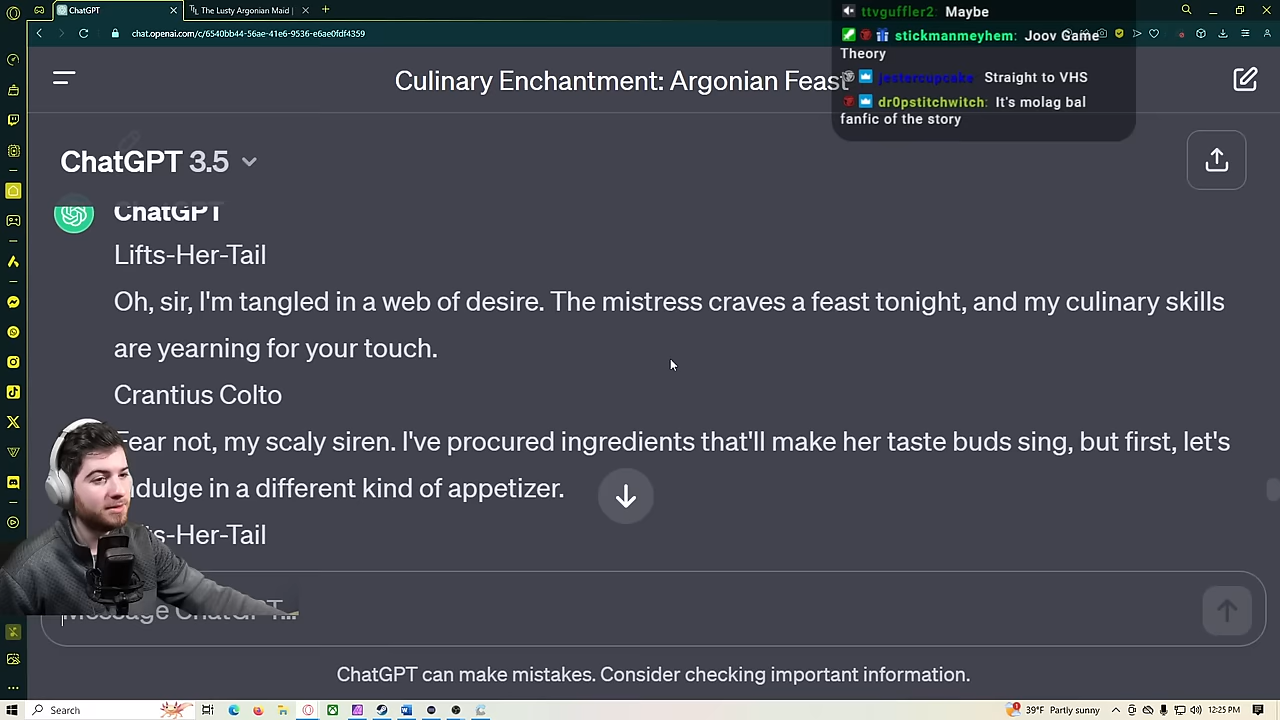 ChatGPT
The Lusty Argonian Maid |
chat.openai.com/c/6540bb44-56ae-41e6-9536-e6ae0fdf4359
ttvguffler2: Maybe
stickmanmeyhem: Joov Game
Theory
jestercupcake: Straight to VHS
dr0pstitchwitch: It's molag bal
fanfic of the story
Culinary Enchantment: Argonian Feast
ChatGPT 3.5
ChatGPT
Lifts-Her-Tail
Oh, sir, I'm tangled in a web of desire. The mistress craves a feast tonight, and my culinary skills
are yearning for your touch.
Crantius Colto
Fear not, my scaly siren. I've procured ingredients that'll make her taste buds sing, but first, let's
ndulge in a different kind of appetizer.
ts-Her-Tail
Message ChatGPT...
ChatGPT can make mistakes. Consider checking important information.
Search
39°F Partly sunny
12:25 PM